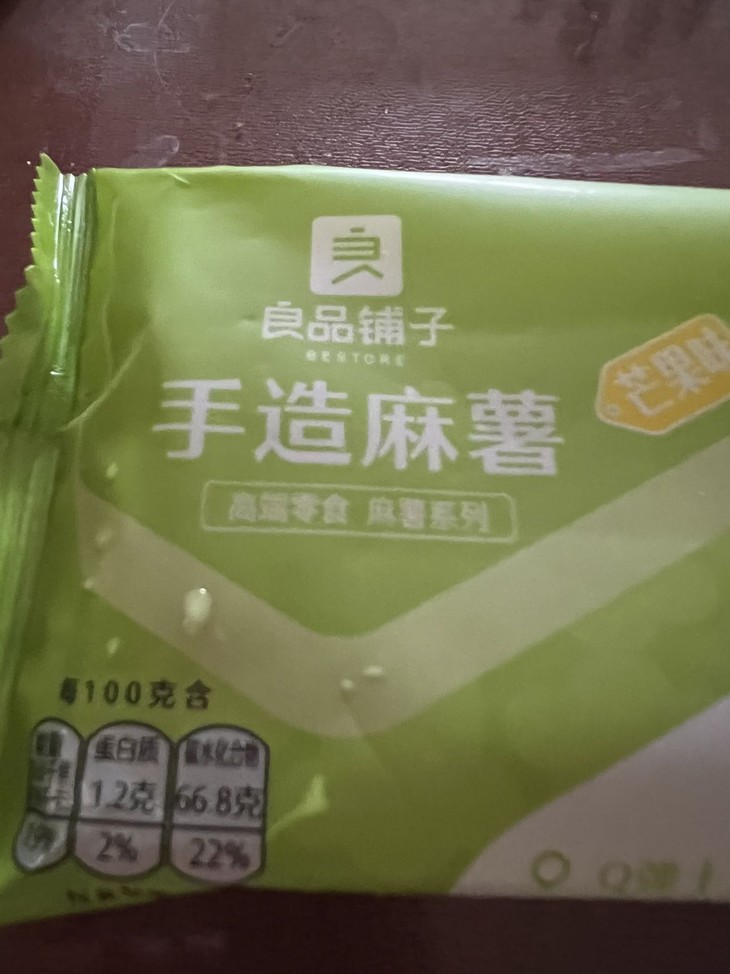 良品铺子
BESTORE
手造麻薯
芒果味
高端零食 麻薯系列
每100克含
蛋白质 碳水化合物
1.2克 66.8克
2% 22%
Q弹